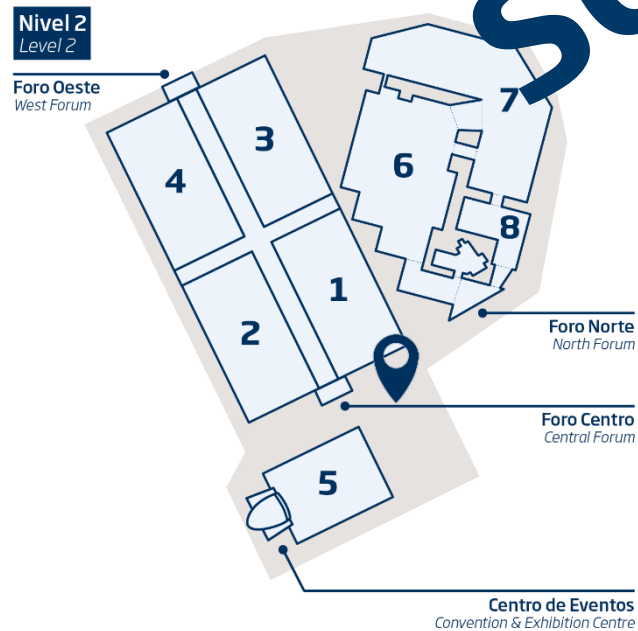 Nivel 2
Level 2
Foro Oeste
West Forum
3
4
7
6
8
1
2
Foro Norte
North Forum
Foro Centro
Central Forum
5
Centro de Eventos
Convention & Exhibition Centre